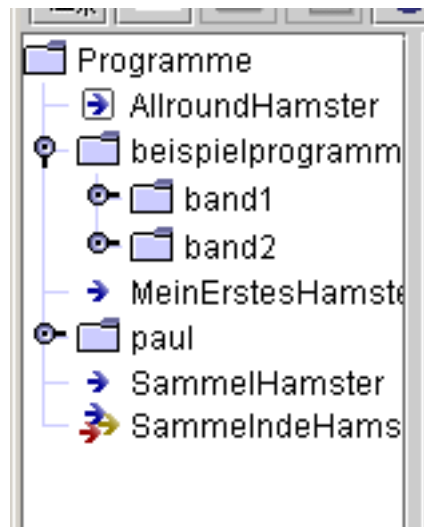 Programme
AllroundHamster
beispielprogramm
band1
band2
MeinErstesHamste
paul
SammelHamster
SammelndeHams